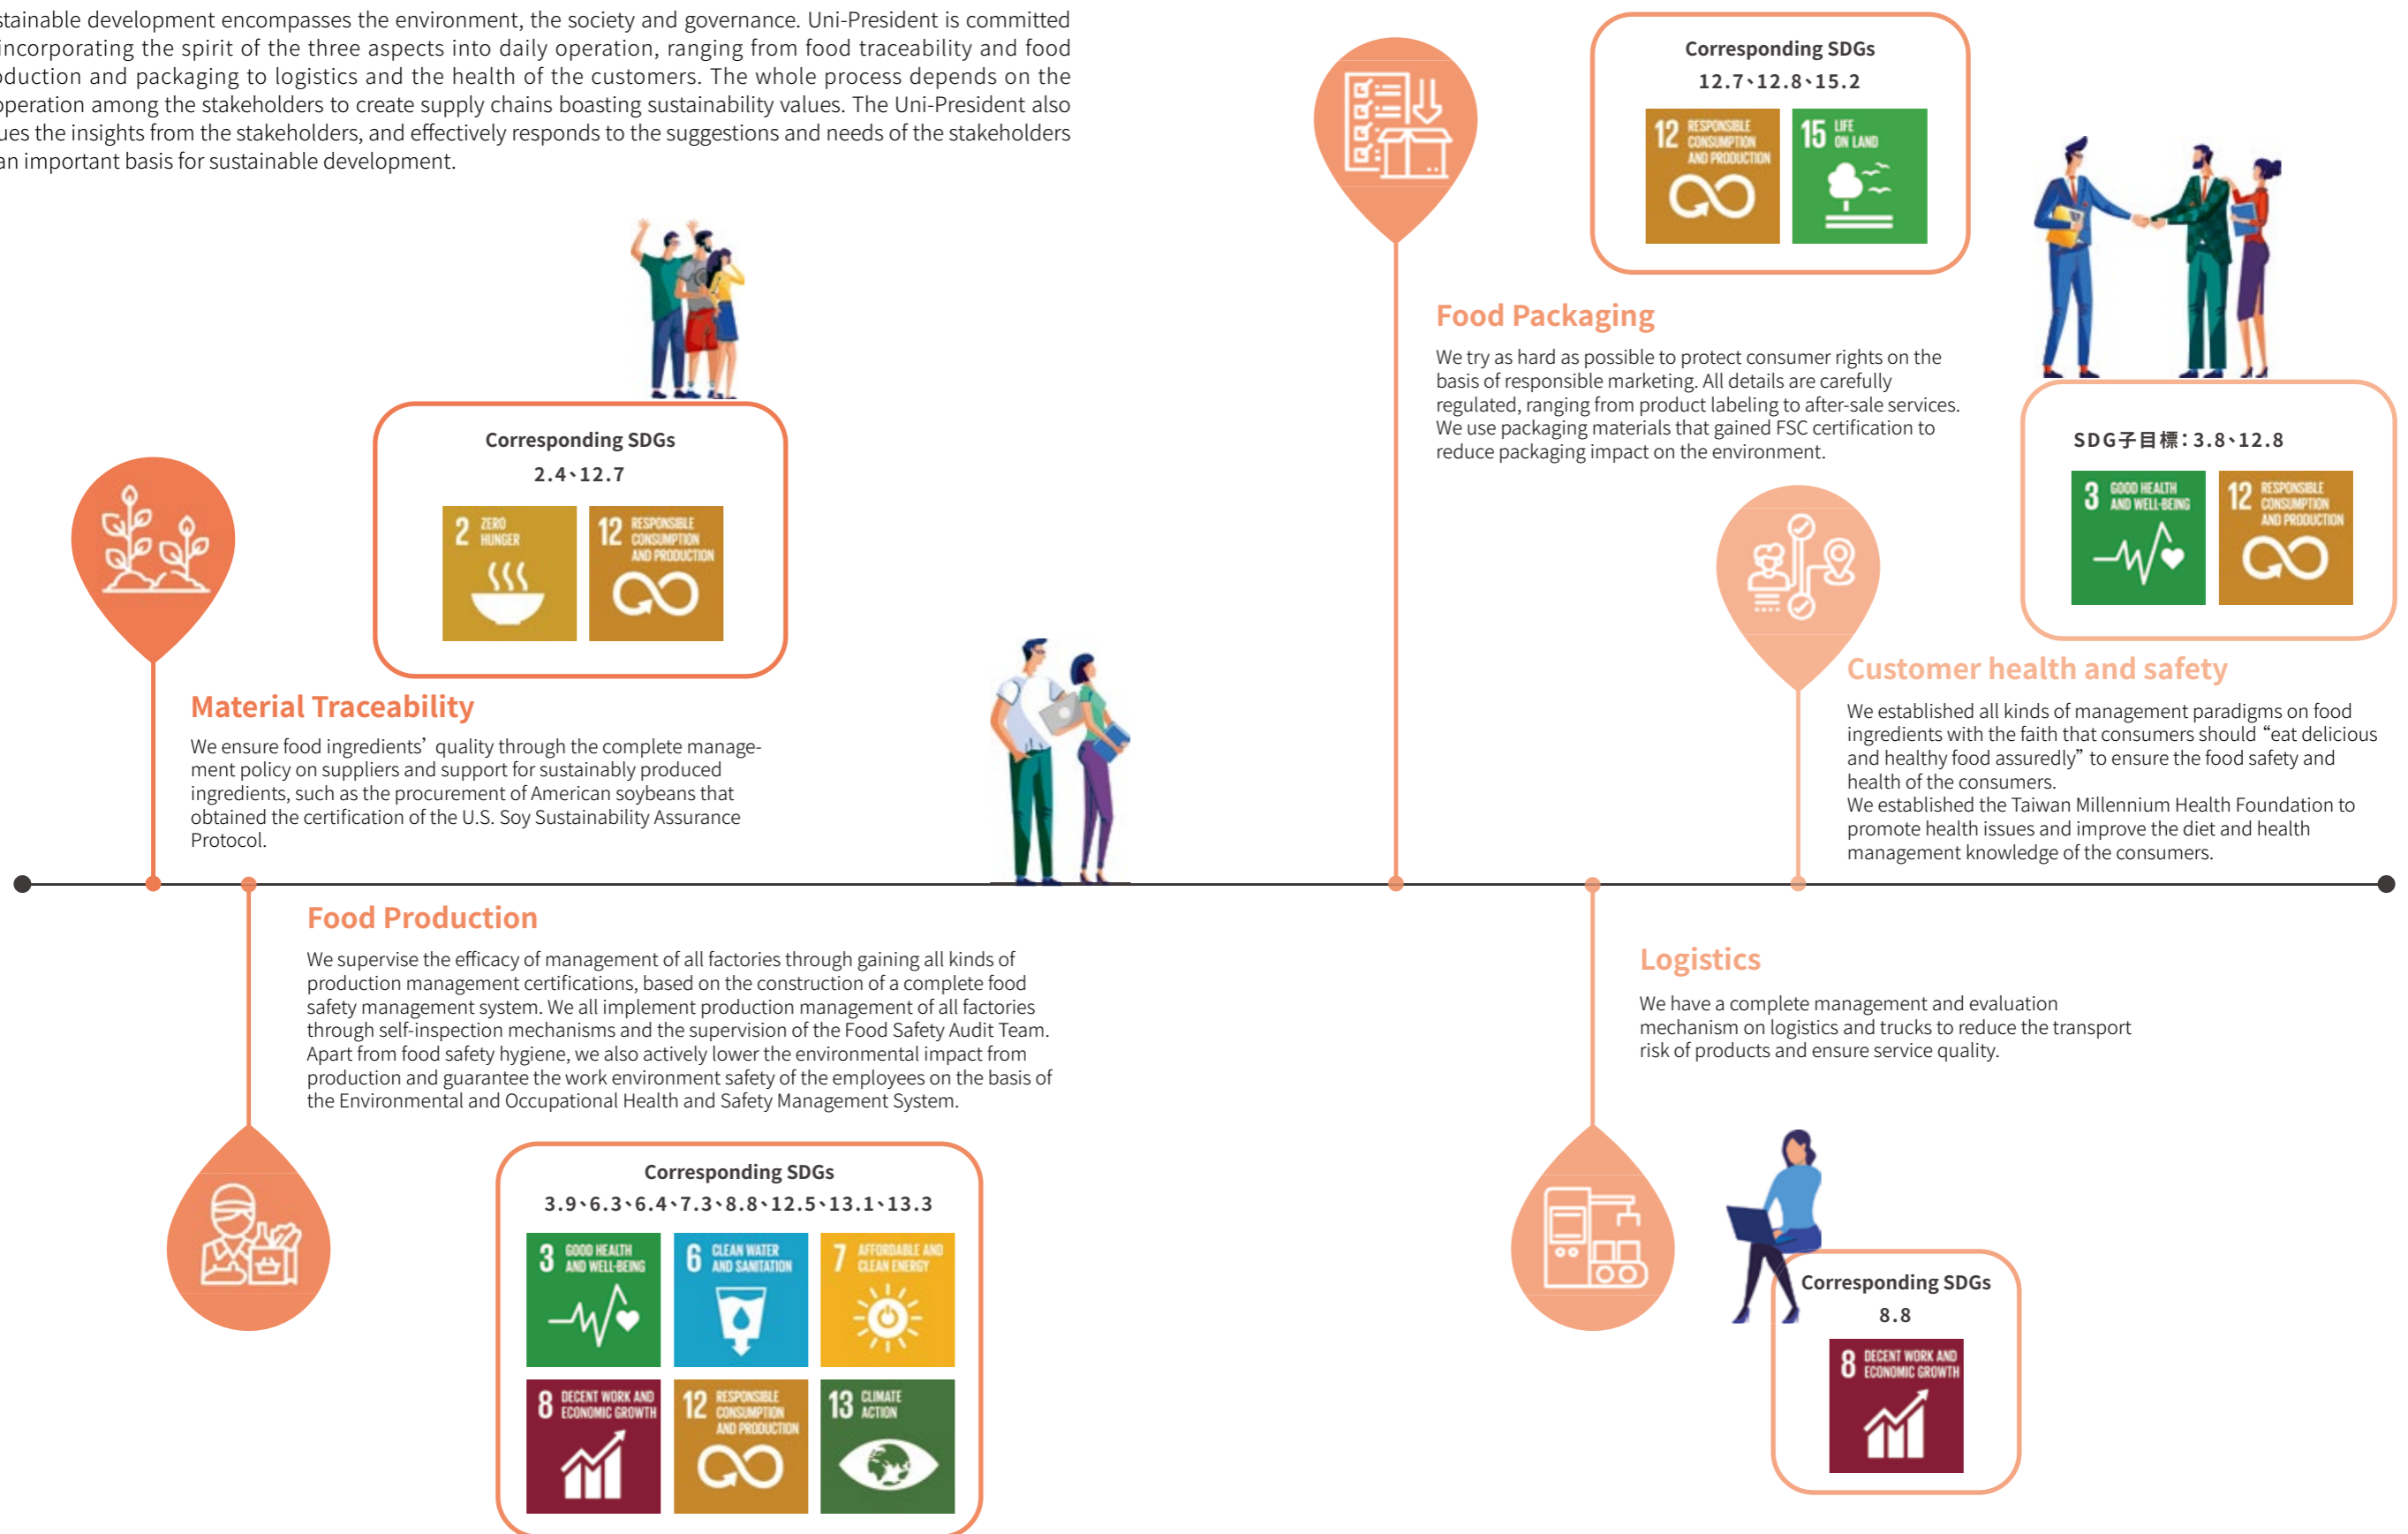 stainable development encompasses the environment, the society and governance. Uni-President is committed
incorporating the spirit of the three aspects into daily operation, ranging from food traceability and food
oduction and packaging to logistics and the health of the customers. The whole process depends on the
operation among the stakeholders to create supply chains boasting sustainability values. The Uni-President also
ues the insights from the stakeholders, and effectively responds to the suggestions and needs of the stakeholders
an important basis for sustainable development.
Corresponding SDGs
2.4、12.7
2 ZERO
HUNGER
12 RESPONSIBLE
CONSUMPTION
AND PRODUCTION
Material Traceability
We ensure food ingredients’ quality through the complete manage-
ment policy on suppliers and support for sustainably produced
ingredients, such as the procurement of American soybeans that
obtained the certification of the U.S. Soy Sustainability Assurance
Protocol.
Food Production
We supervise the efficacy of management of all factories through gaining all kinds of
production management certifications, based on the construction of a complete food
safety management system. We all implement production management of all factories
through self-inspection mechanisms and the supervision of the Food Safety Audit Team.
Apart from food safety hygiene, we also actively lower the environmental impact from
production and guarantee the work environment safety of the employees on the basis of
the Environmental and Occupational Health and Safety Management System.
Corresponding SDGs
3.9、6.3、6.4、7.3、8.8、12.5、13.1、13.3
3 GOOD HEALTH
AND WELL-BEING
6 CLEAN WATER
AND SANITATION
7 AFFORDABLE AND
CLEAN ENERGY
8 DECENT WORK AND
ECONOMIC GROWTH
12 RESPONSIBLE
CONSUMPTION
AND PRODUCTION
13 CLIMATE
ACTION
Corresponding SDGs
12.7、12.8、15.2
12 RESPONSIBLE
CONSUMPTION
AND PRODUCTION
15 LIFE
ON LAND
Food Packaging
We try as hard as possible to protect consumer rights on the
basis of responsible marketing. All details are carefully
regulated, ranging from product labeling to after-sale services.
We use packaging materials that gained FSC certification to
reduce packaging impact on the environment.
SDG子目標：3.8、12.8
3 GOOD HEALTH
AND WELL-BEING
12 RESPONSIBLE
CONSUMPTION
AND PRODUCTION
Customer health and safety
We established all kinds of management paradigms on food
ingredients with the faith that consumers should “eat delicious
and healthy food assuredly” to ensure the food safety and
health of the consumers.
We established the Taiwan Millennium Health Foundation to
promote health issues and improve the diet and health
management knowledge of the consumers.
Logistics
We have a complete management and evaluation
mechanism on logistics and trucks to reduce the transport
risk of products and ensure service quality.
Corresponding SDGs
8.8
8 DECENT WORK AND
ECONOMIC GROWTH